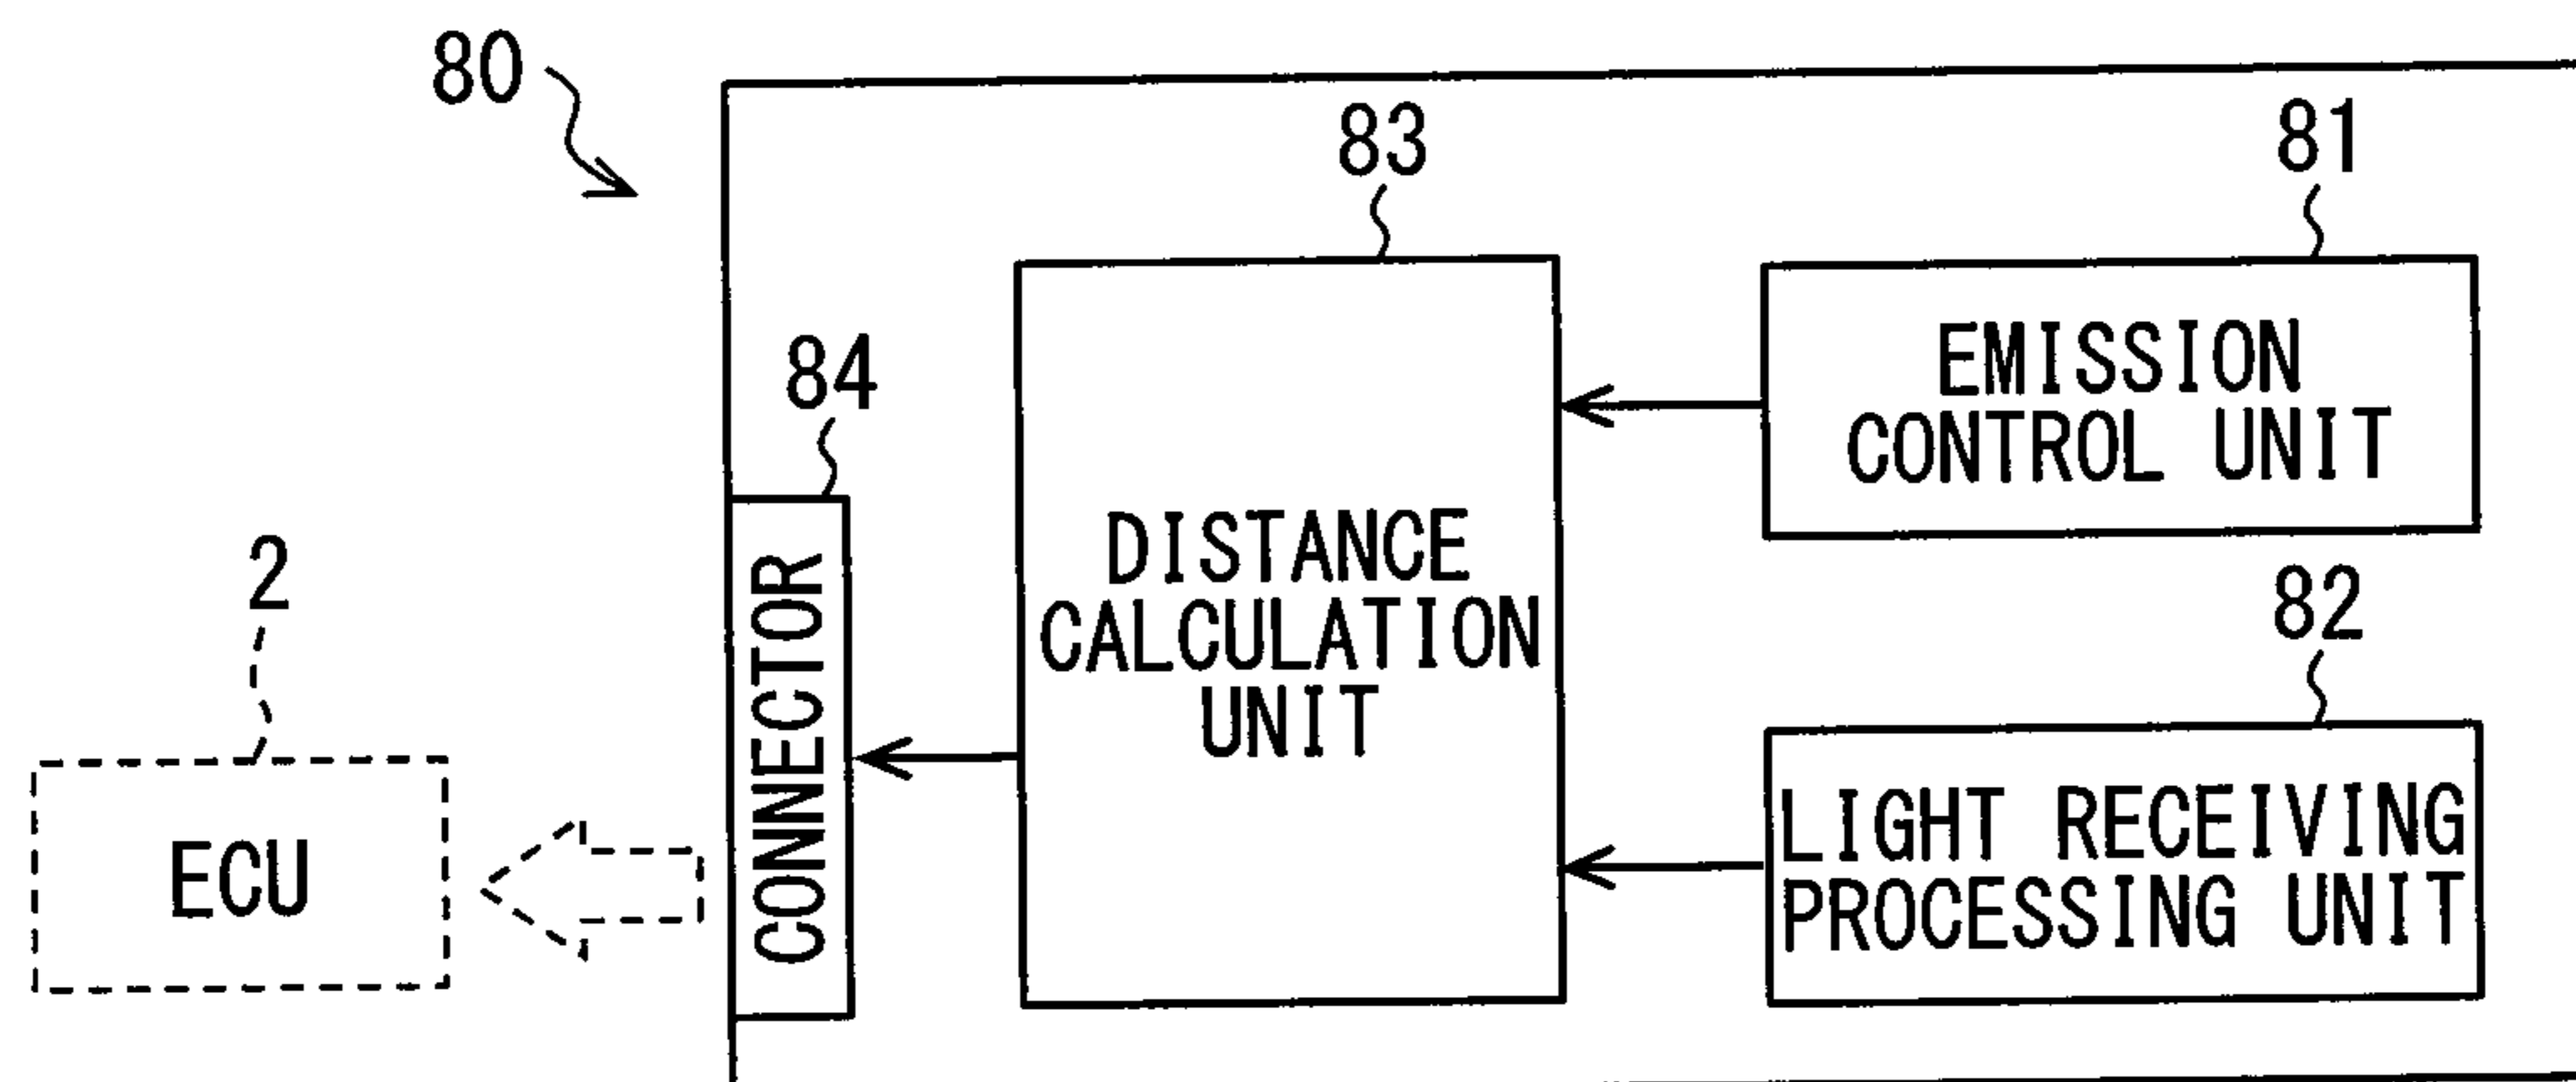 80
83
81
84
EMISSION
CONTROL UNIT
DISTANCE
CALCULATION
UNIT
2
82
CONNECTOR
ECU
LIGHT RECEIVING
PROCESSING UNIT